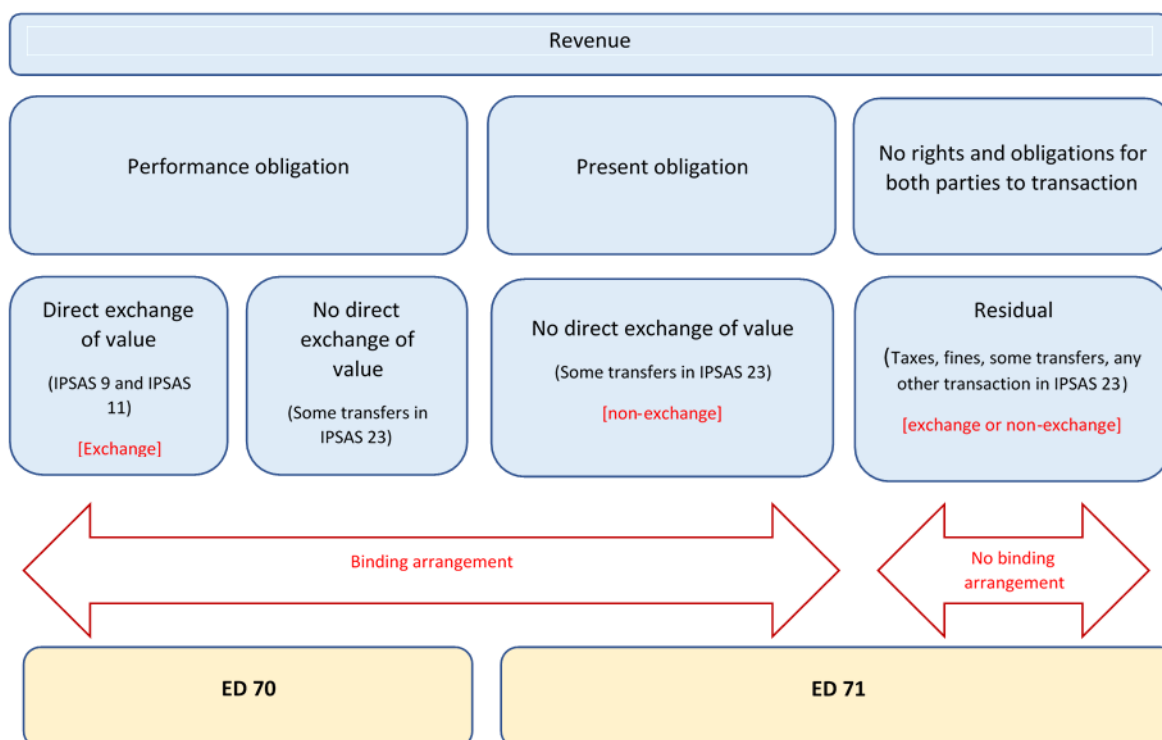 Revenue
Performance obligation
Present obligation
No rights and obligations for
both parties to transaction
Direct exchange
of value
(IPSAS 9 and IPSAS
11)
[Exchange]
No direct
exchange of
value
(Some transfers in
IPSAS 23)
No direct exchange of value
(Some transfers in IPSAS 23)
[non-exchange]
Residual
(Taxes, fines, some transfers, any
other transaction in IPSAS 23)
[exchange or non-exchange]
Binding arrangement
No binding
arrangement
ED 70
ED 71